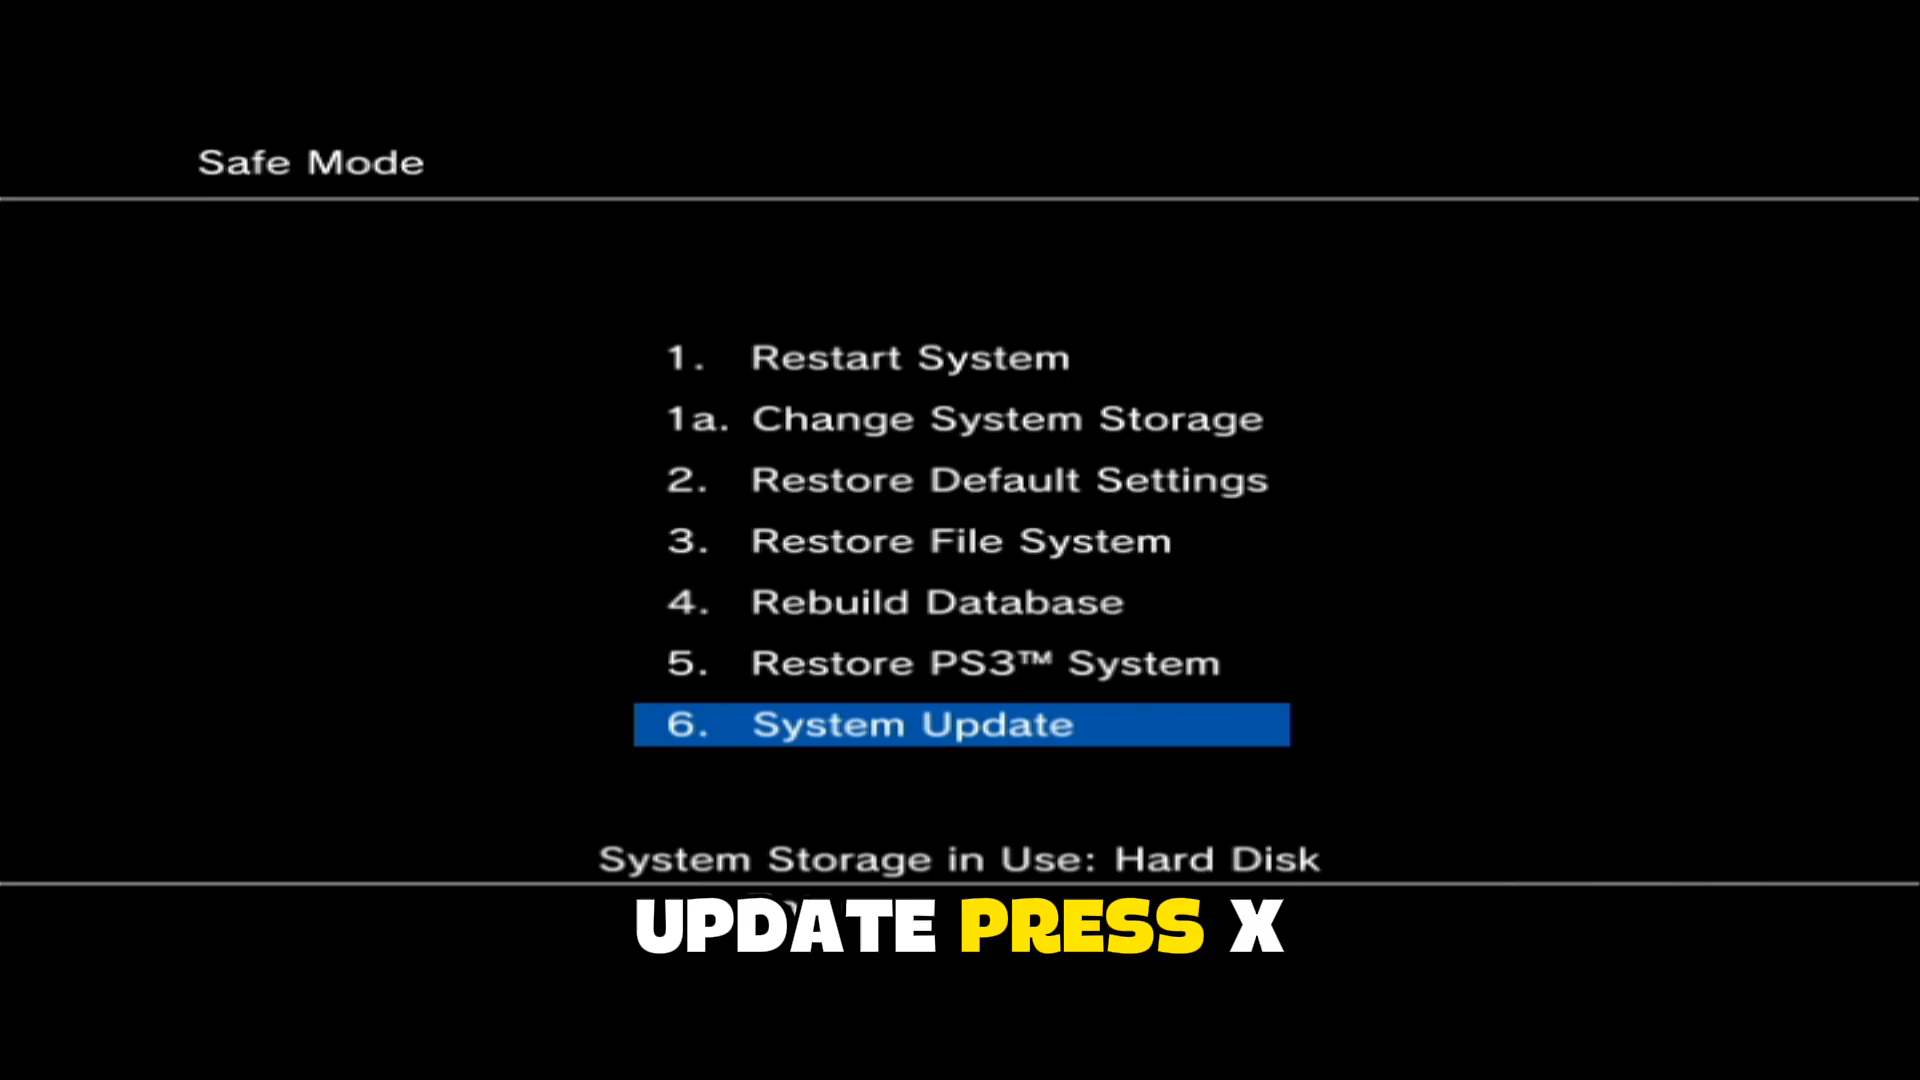 Safe Mode
1. Restart System
1a. Change System Storage
2. Restore Default Settings
3. Restore File System
4. Rebuild Database
5. Restore PS3™ System
6. System Update
System Storage in Use: Hard Disk
UPDATE PRESS X